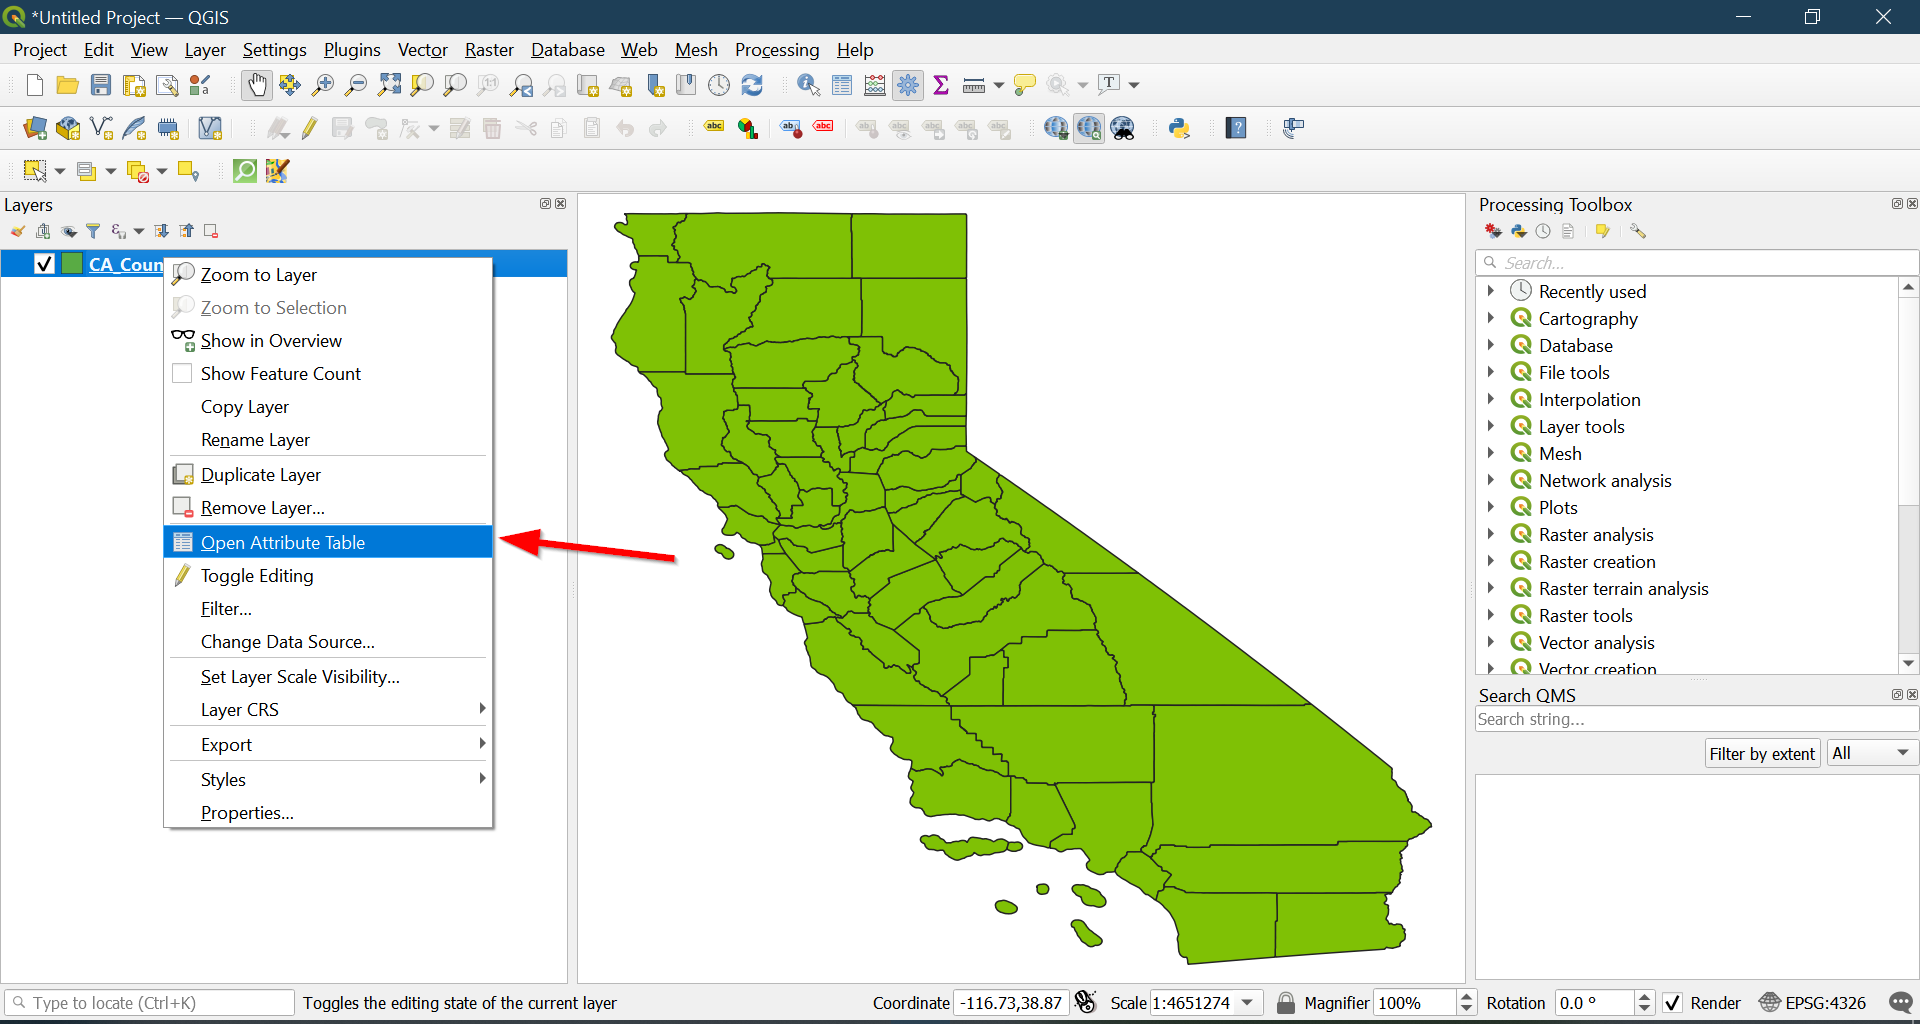 *Untitled Project — QGIS
Project Edit View Layer Settings Plugins Vector Raster Database Web Mesh Processing Help
Layers
CA_Coun
Zoom to Layer
Zoom to Selection
Show in Overview
Show Feature Count
Copy Layer
Rename Layer
Duplicate Layer
Remove Layer...
Open Attribute Table
Toggle Editing
Filter...
Change Data Source...
Set Layer Scale Visibility...
Layer CRS
Export
Styles
Properties...
Processing Toolbox
Search...
Recently used
Cartography
Database
File tools
Interpolation
Layer tools
Mesh
Network analysis
Plots
Raster analysis
Raster creation
Raster terrain analysis
Raster tools
Vector analysis
Vector creation
Search QMS
Search string...
Filter by extent All
Type to locate (Ctrl+K) Toggles the editing state of the current layer Coordinate -116.73,38.87 Scale 1:4651274 Magnifier 100% Rotation 0.0 ° Render EPSG:4326